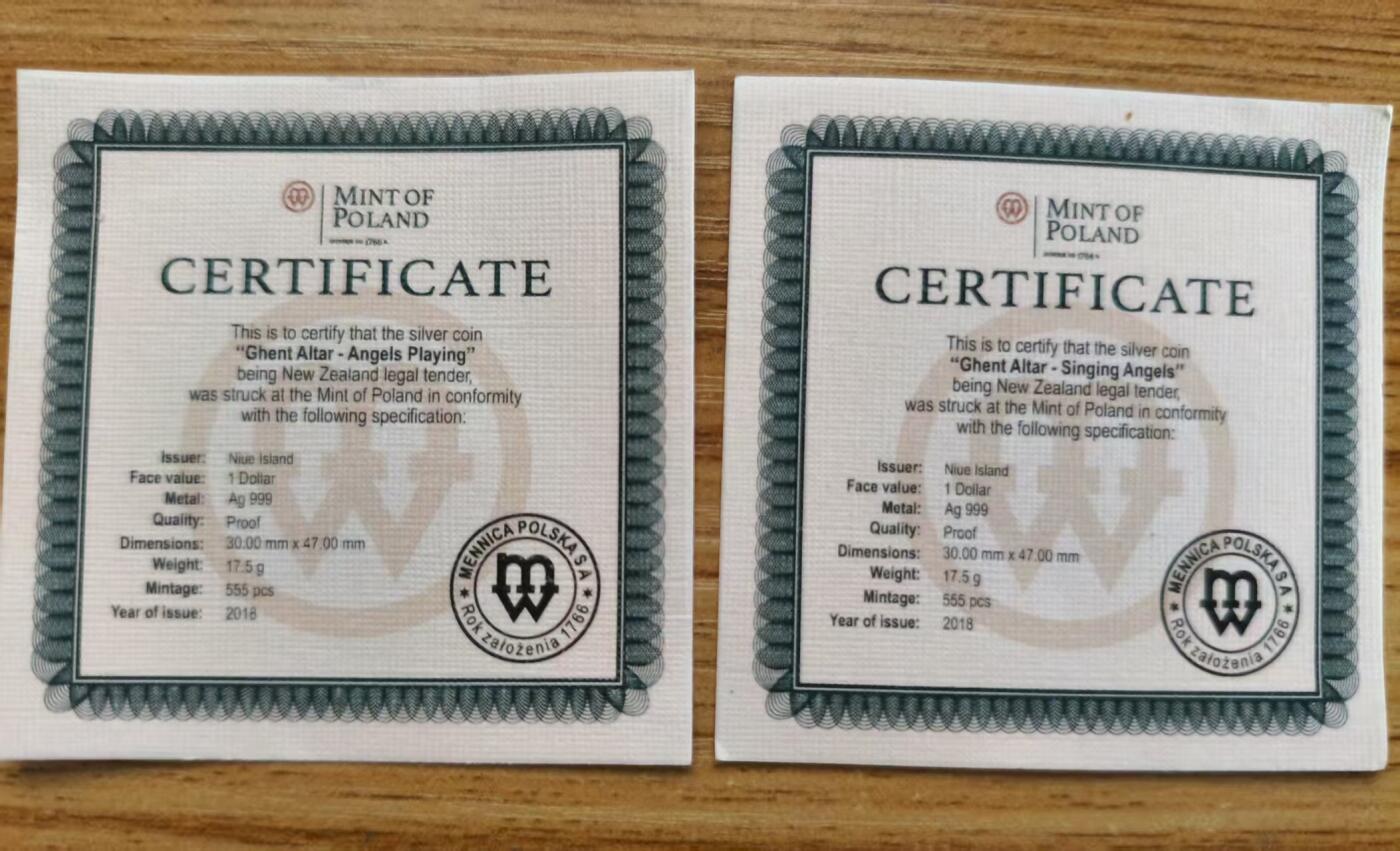 MINT OF
POLAND
CERTIFICATE
This is to certify that the silver coin
“Ghent Altar - Angels Playing”
being New Zealand legal tender,
was struck at the Mint of Poland in conformity
with the following specification:
Issuer: Niue Island
Face value: 1 Dollar
Metal: Ag 999
Quality: Proof
Dimensions: 30.00 mm x 47.00 mm
Weight: 17.5 g
Mintage: 555 pcs
Year of issue: 2018
MENNICA POLSKA S A
Rok założenia 1766
MINT OF
POLAND
CERTIFICATE
This is to certify that the silver coin
“Ghent Altar - Singing Angels”
being New Zealand legal tender,
was struck at the Mint of Poland in conformity
with the following specification:
Issuer: Niue Island
Face value: 1 Dollar
Metal: Ag 999
Quality: Proof
Dimensions: 30.00 mm x 47.00 mm
Weight: 17.5 g
Mintage: 555 pcs
Year of issue: 2018
MENNICA POLSKA S A
Rok założenia 1766